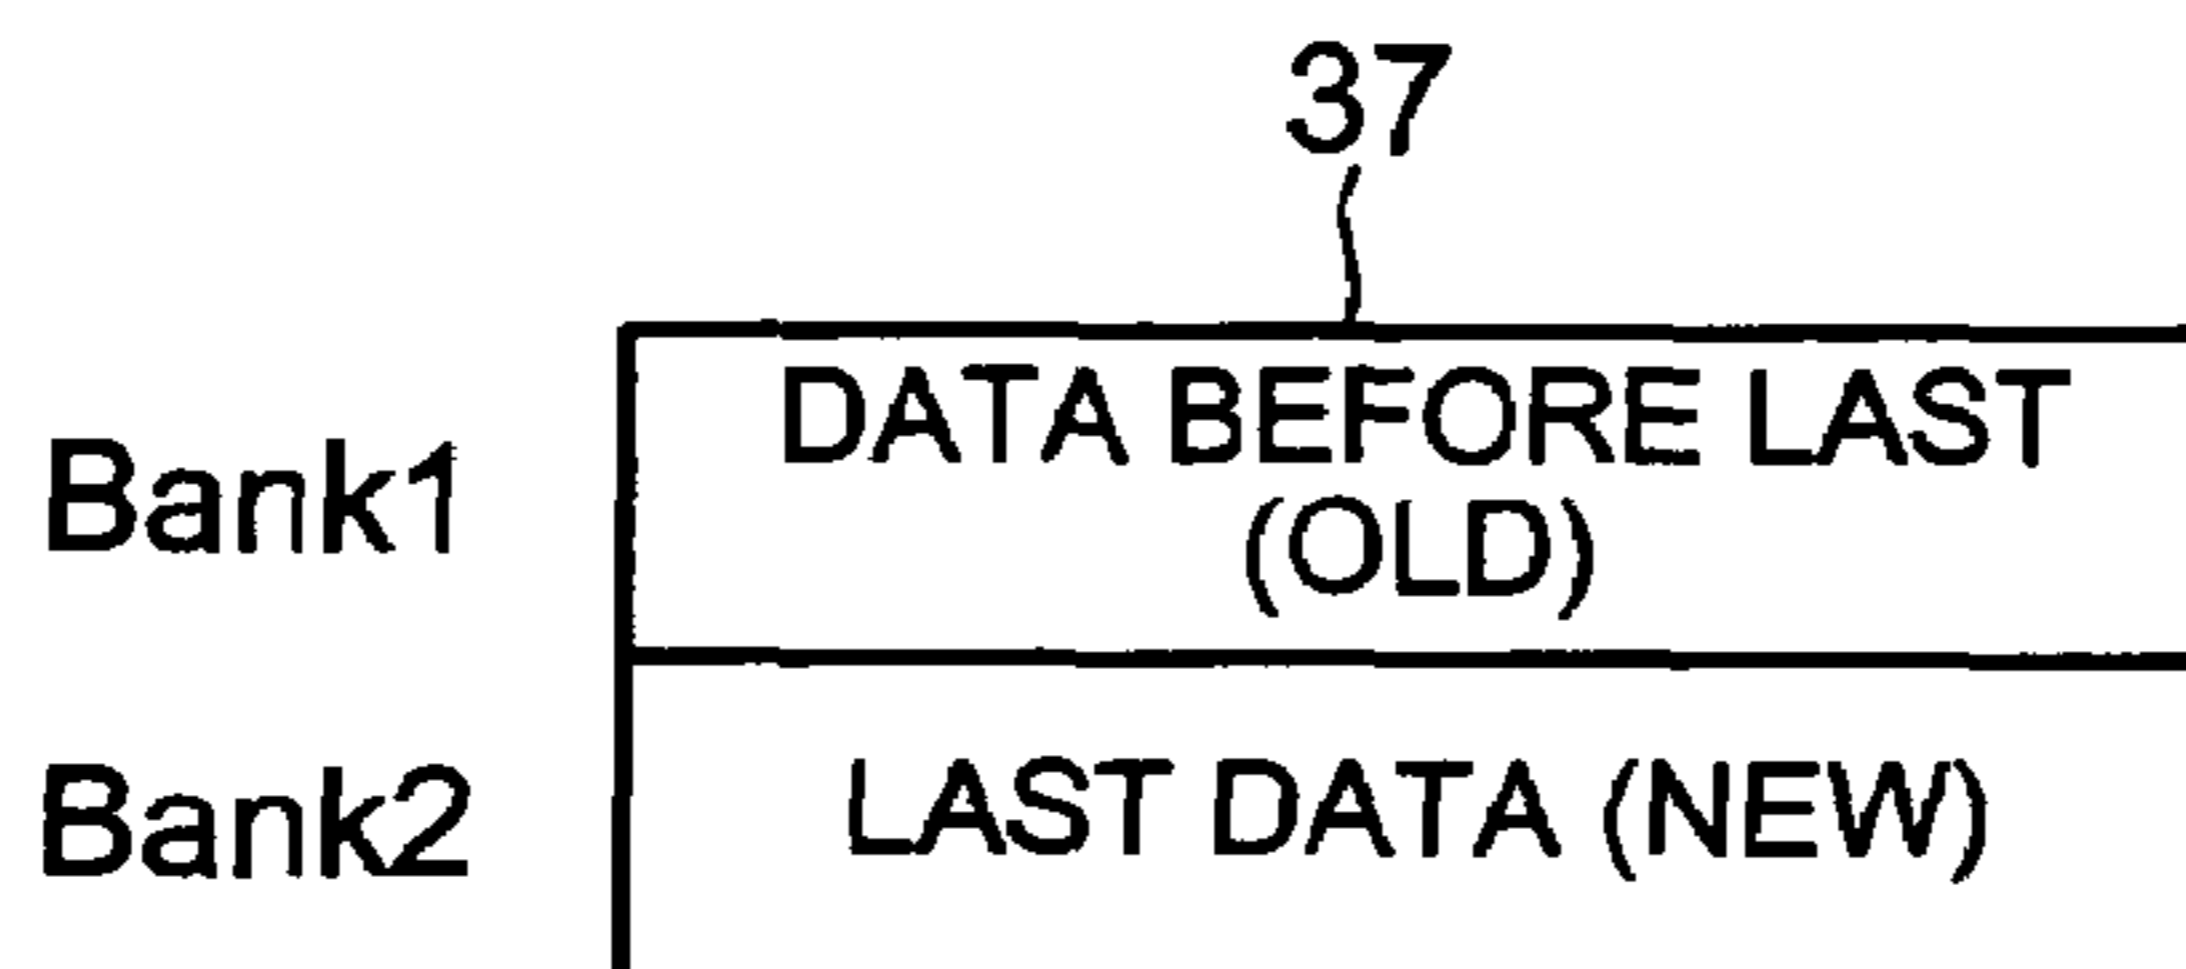 37
Bank1
DATA BEFORE LAST
(OLD)
Bank2
LAST DATA (NEW)